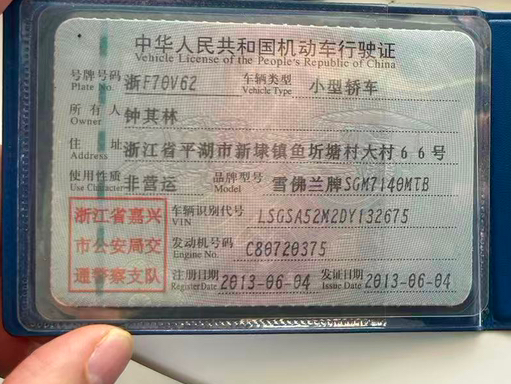 中华人民共和国机动车行驶证
Vehicle License of the People's Republic of China
号牌号码 浙F70V62 车辆类型 小型轿车
Plate No. Vehicle Type
所有人 钟其林
Owner
住址 浙江省平湖市新埭镇鱼圻塘村大村66号
Address
使用性质 非营运 品牌型号 雪佛兰牌SGM7140MTB
Use Character Model
浙江省嘉兴
市公安局交
通警察支队
车辆识别代号 LSGSA52M2DY132675
VIN
发动机号码 C80720375
Engine No.
注册日期 2013-06-04 发证日期 2013-06-04
Register Date Issue Date